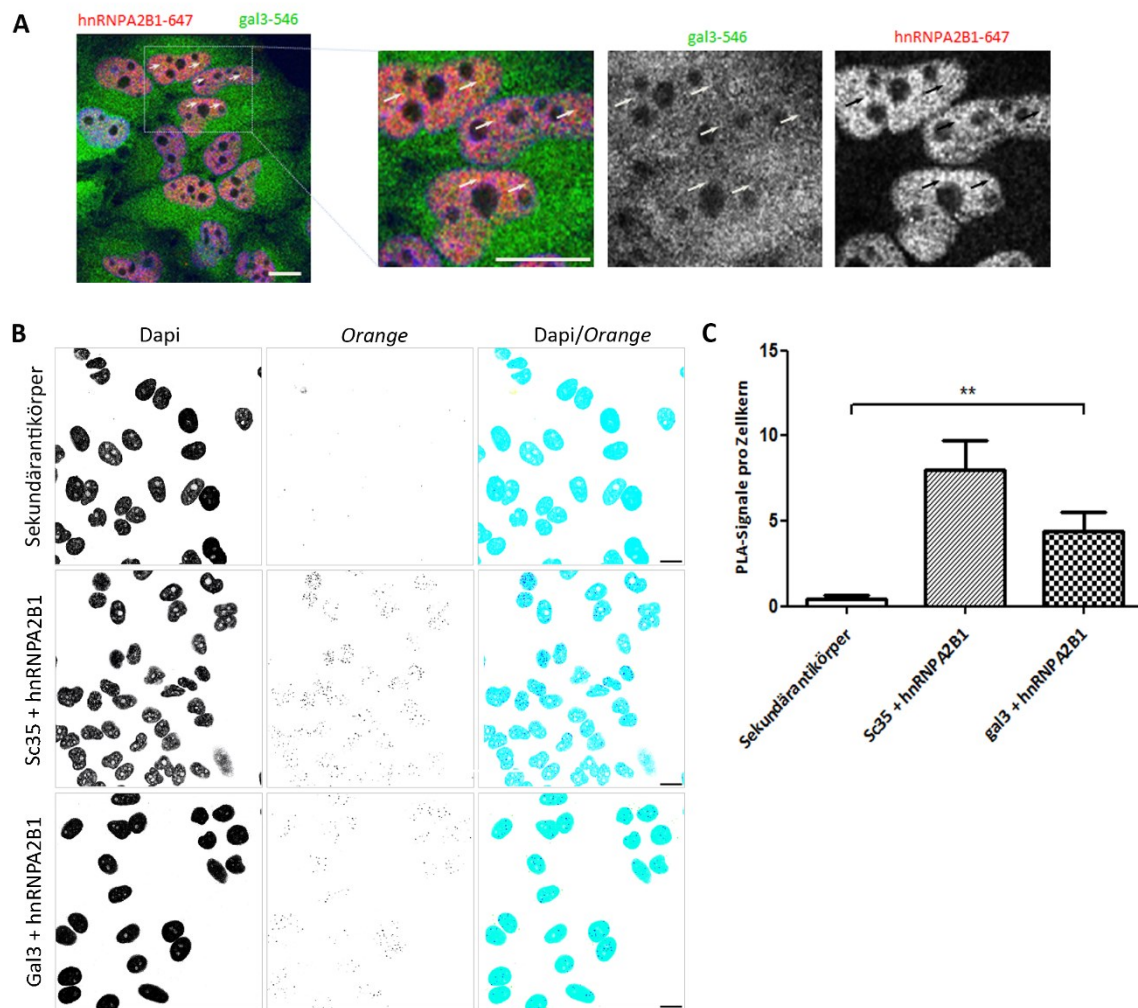 A
hnRNPA2B1-647 gal3-546
gal3-546
hnRNPA2B1-647
B
Dapi
Orange
Dapi/Orange
Sekundärantikörper
Sc35 + hnRNPA2B1
Gal3 + hnRNPA2B1
C
PLA-Signale pro Zellkern
15
10
5
0
**
Sekundärantikörper
Sc35 +hnRNPA2B1
gal3 +hnRNPA2B1